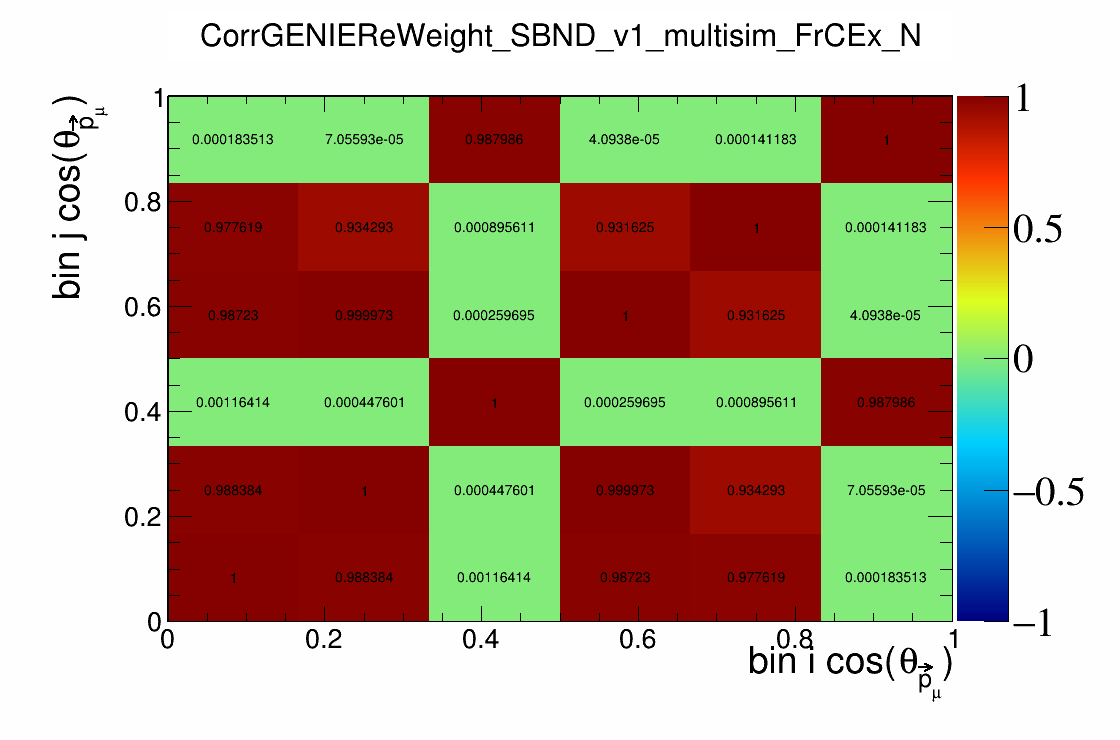 CorrGENIEReWeight_SBND_v1_multisim_FrCEx_N
bin j cos(θ_p⃗_μ)
1
0.8
0.6
0.4
0.2
0
0.000183513 7.05593e-05 0.987986 4.0938e-05 0.000141183 1
0.977619 0.934293 0.000895611 0.931625 1 0.000141183
0.98723 0.999973 0.000259695 1 0.931625 4.0938e-05
0.00116414 0.000447601 1 0.000259695 0.000895611 0.987986
0.988384 1 0.000447601 0.999973 0.934293 7.05593e-05
1 0.988384 0.00116414 0.98723 0.977619 0.000183513
0 0.2 0.4 0.6 0.8 1
bin i cos(θ_p⃗_μ)
1
0.5
0
−0.5
−1